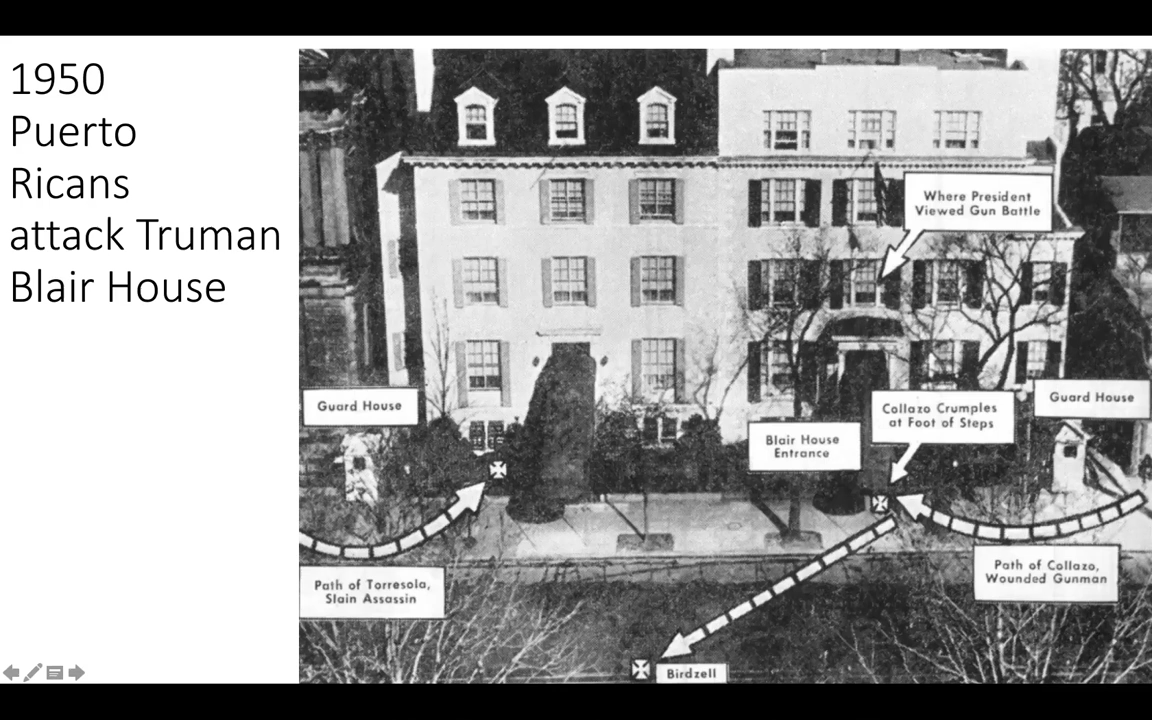 1950
Puerto
Ricans
attack Truman
Blair House
Where President
Viewed Gun Battle
Guard House
Guard House
Collazo Crumples
at Foot of Steps
Blair House
Entrance
Path of Torresola,
Slain Assassin
Path of Collazo,
Wounded Gunman
Birdzell